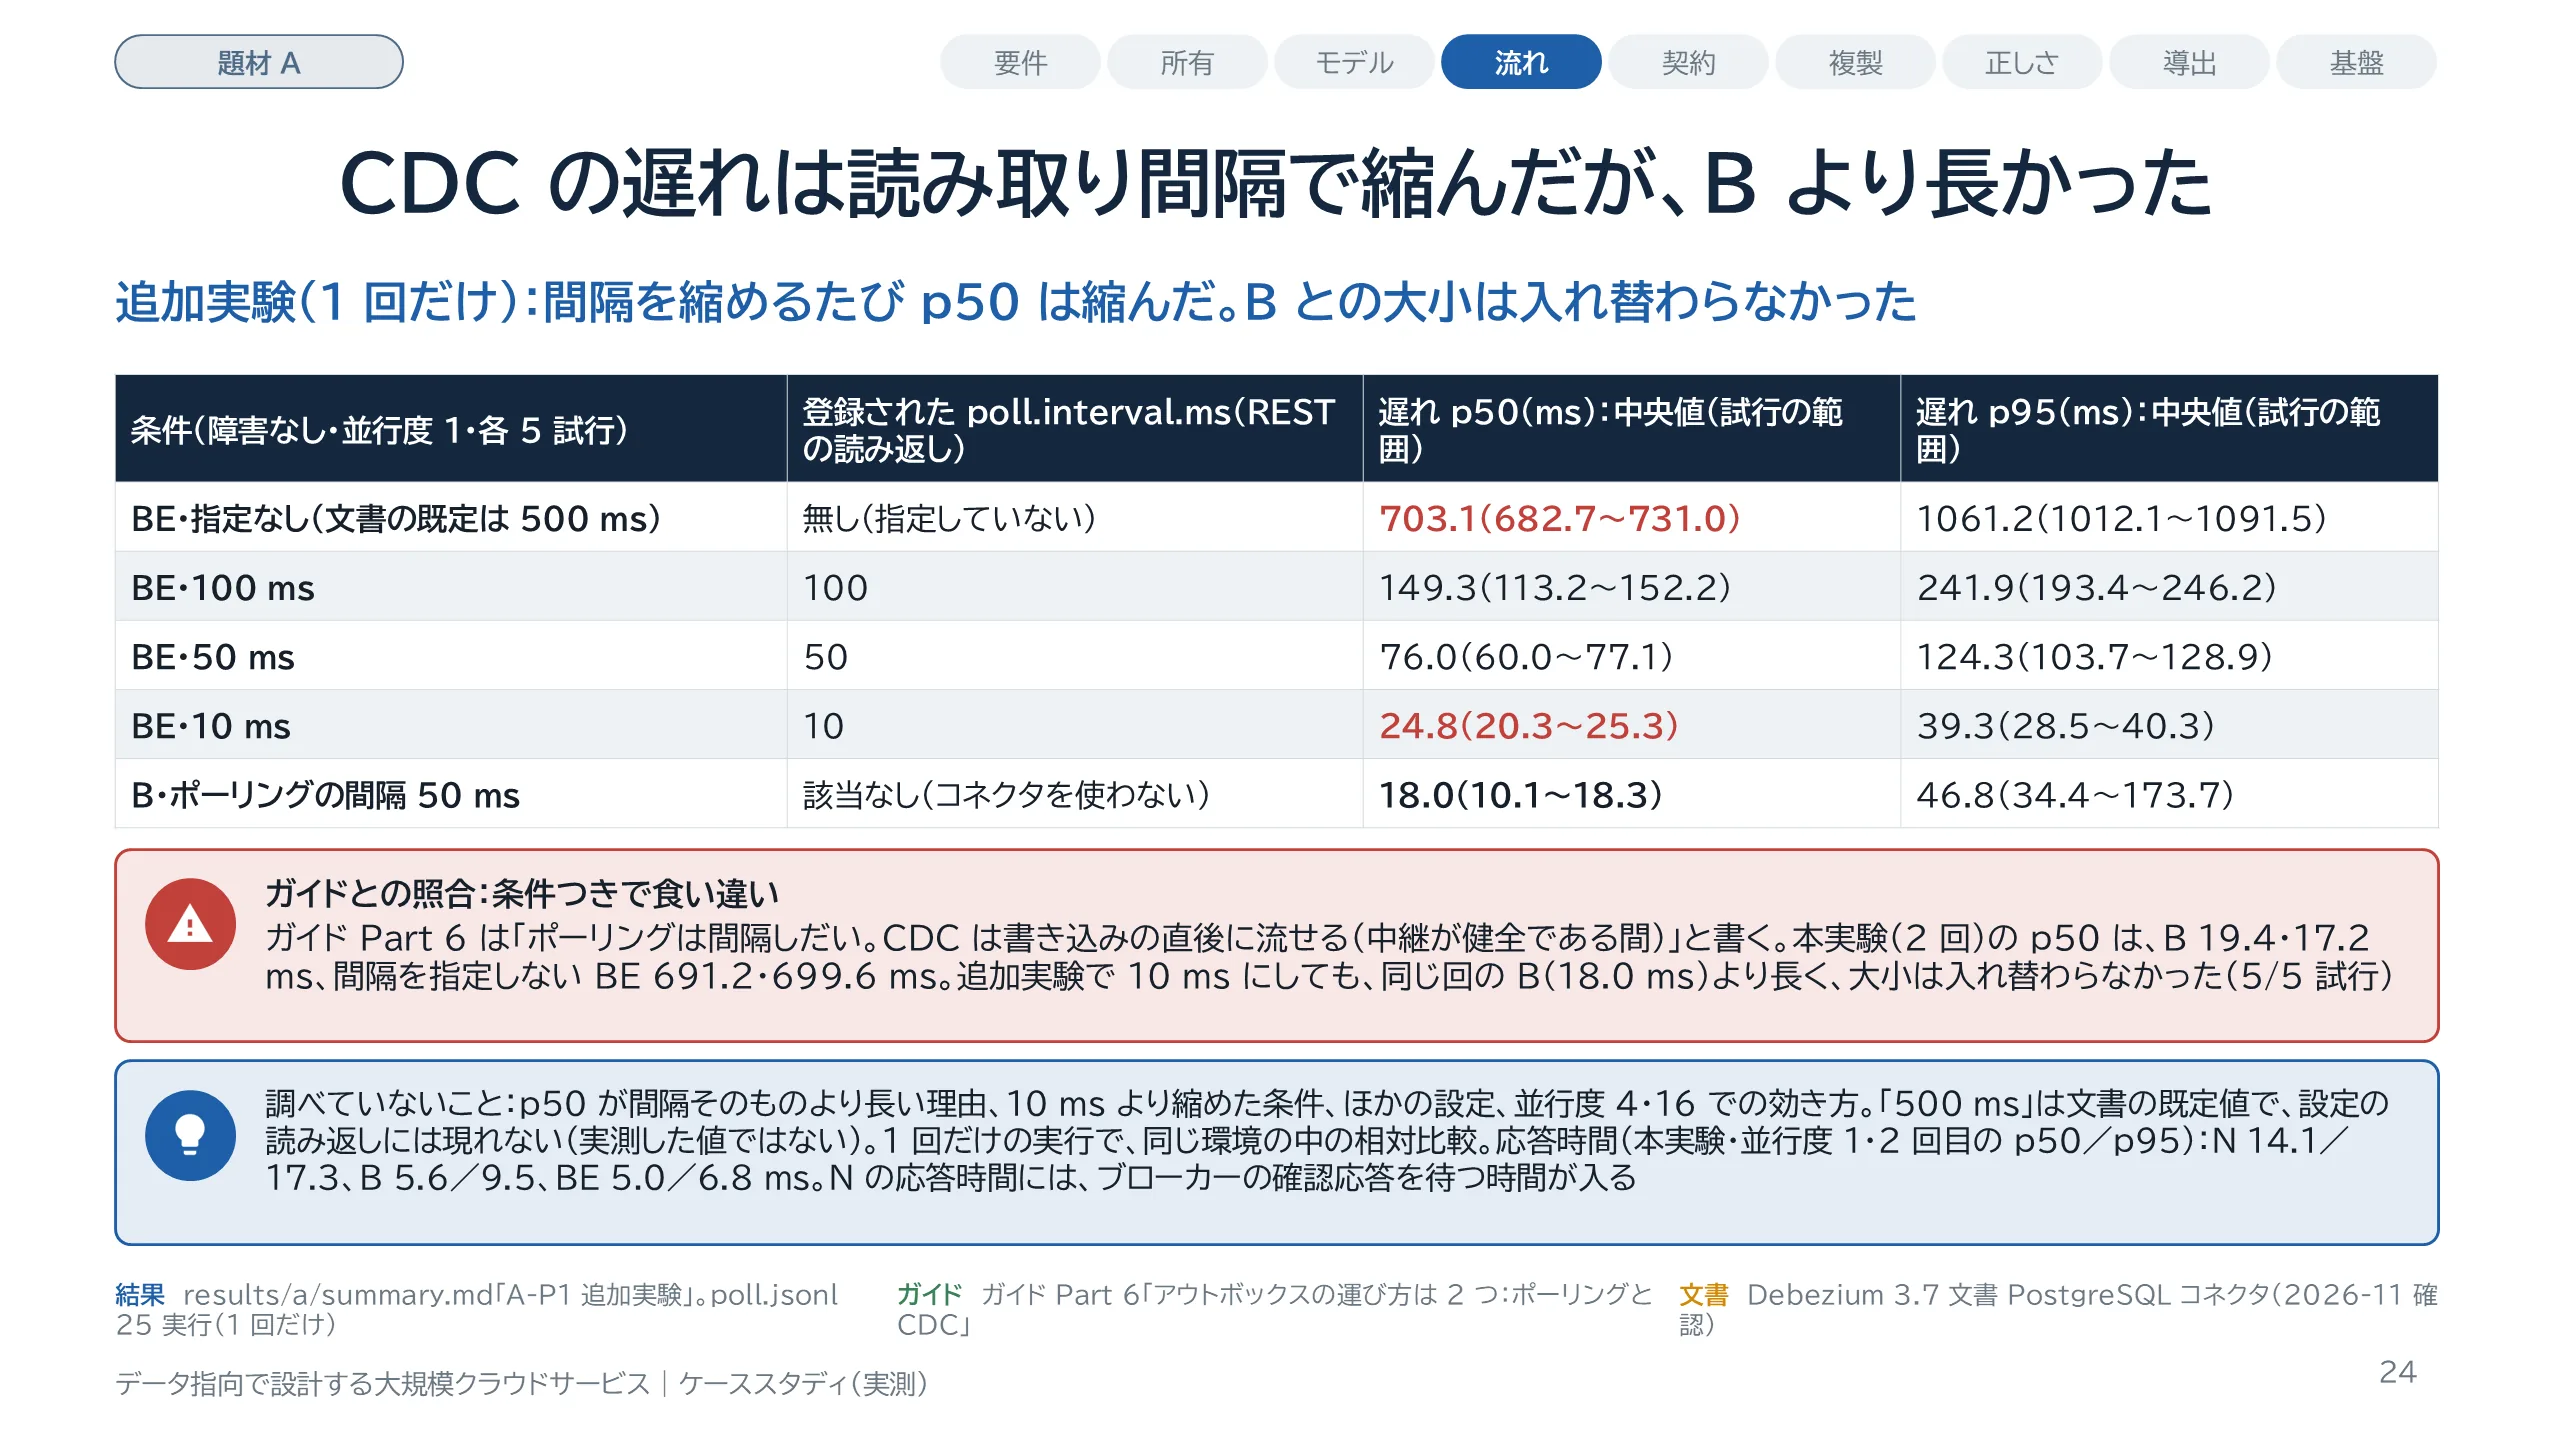 題材 A
要件
所有
モデル
流れ
契約
複製
正しさ
導出
基盤
CDC の遅れは読み取り間隔で縮んだが、B より長かった
追加実験(1 回だけ):間隔を縮めるたび p50 は縮んだ。B との大小は入れ替わらなかった
条件(障害なし・並行度 1・各 5 試行)
登録された poll.interval.ms(REST
の読み返し)
遅れ p50(ms):中央値(試行の範
囲)
遅れ p95(ms):中央値(試行の範
囲)
BE・指定なし(文書の既定は 500 ms)
無し(指定していない)
703.1(682.7～731.0)
1061.2(1012.1～1091.5)
BE・100 ms
100
149.3(113.2～152.2)
241.9(193.4～246.2)
BE・50 ms
50
76.0(60.0～77.1)
124.3(103.7～128.9)
BE・10 ms
10
24.8(20.3～25.3)
39.3(28.5～40.3)
B・ポーリングの間隔 50 ms
該当なし(コネクタを使わない)
18.0(10.1～18.3)
46.8(34.4～173.7)
ガイドとの照合:条件つきで食い違い
ガイド Part 6 は「ポーリングは間隔しだい。CDC は書き込みの直後に流せる(中継が健全である間)」と書く。本実験(2 回)の p50 は、B 19.4・17.2
ms、間隔を指定しない BE 691.2・699.6 ms。追加実験で 10 ms にしても、同じ回の B(18.0 ms)より長く、大小は入れ替わらなかった(5/5 試行)
調べていないこと:p50 が間隔そのものより長い理由、10 ms より縮めた条件、ほかの設定、並行度 4・16 での効き方。「500 ms」は文書の既定値で、設定の
読み返しには現れない(実測した値ではない)。1 回だけの実行で、同じ環境の中の相対比較。応答時間(本実験・並行度 1・2 回目の p50／p95):N 14.1／
17.3、B 5.6／9.5、BE 5.0／6.8 ms。N の応答時間には、ブローカーの確認応答を待つ時間が入る
結果 results/a/summary.md「A-P1 追加実験」。poll.jsonl
25 実行(1 回だけ)
ガイド ガイド Part 6「アウトボックスの運び方は 2 つ:ポーリングと
CDC」
文書 Debezium 3.7 文書 PostgreSQL コネクタ(2026-11 確
認)
データ指向で設計する大規模クラウドサービス｜ケーススタディ(実測)
24